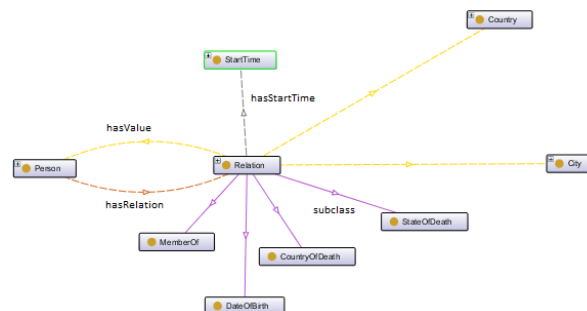 Country
StartTime
hasStartTime
hasValue
Person
Relation
City
hasRelation
subclass
StateOfDeath
MemberOf
CountryOfDeath
DateOfBirth